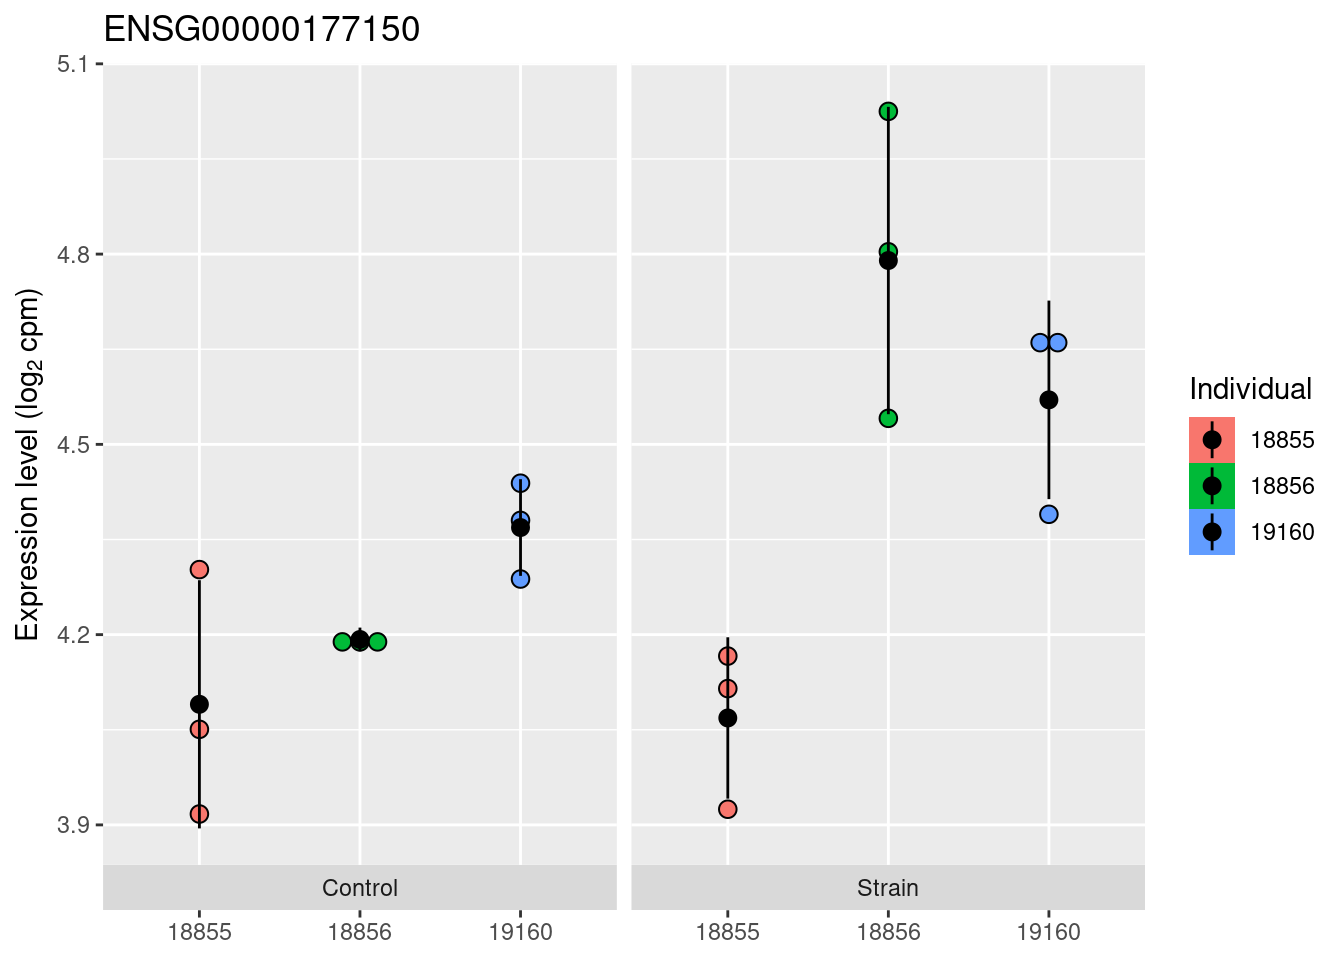 ENSG00000177150
Expression level (log₂ cpm)
5.1
4.8
4.5
4.2
3.9
Control
Strain
18855 18856 19160
18855 18856 19160
Individual
18855
18856
19160